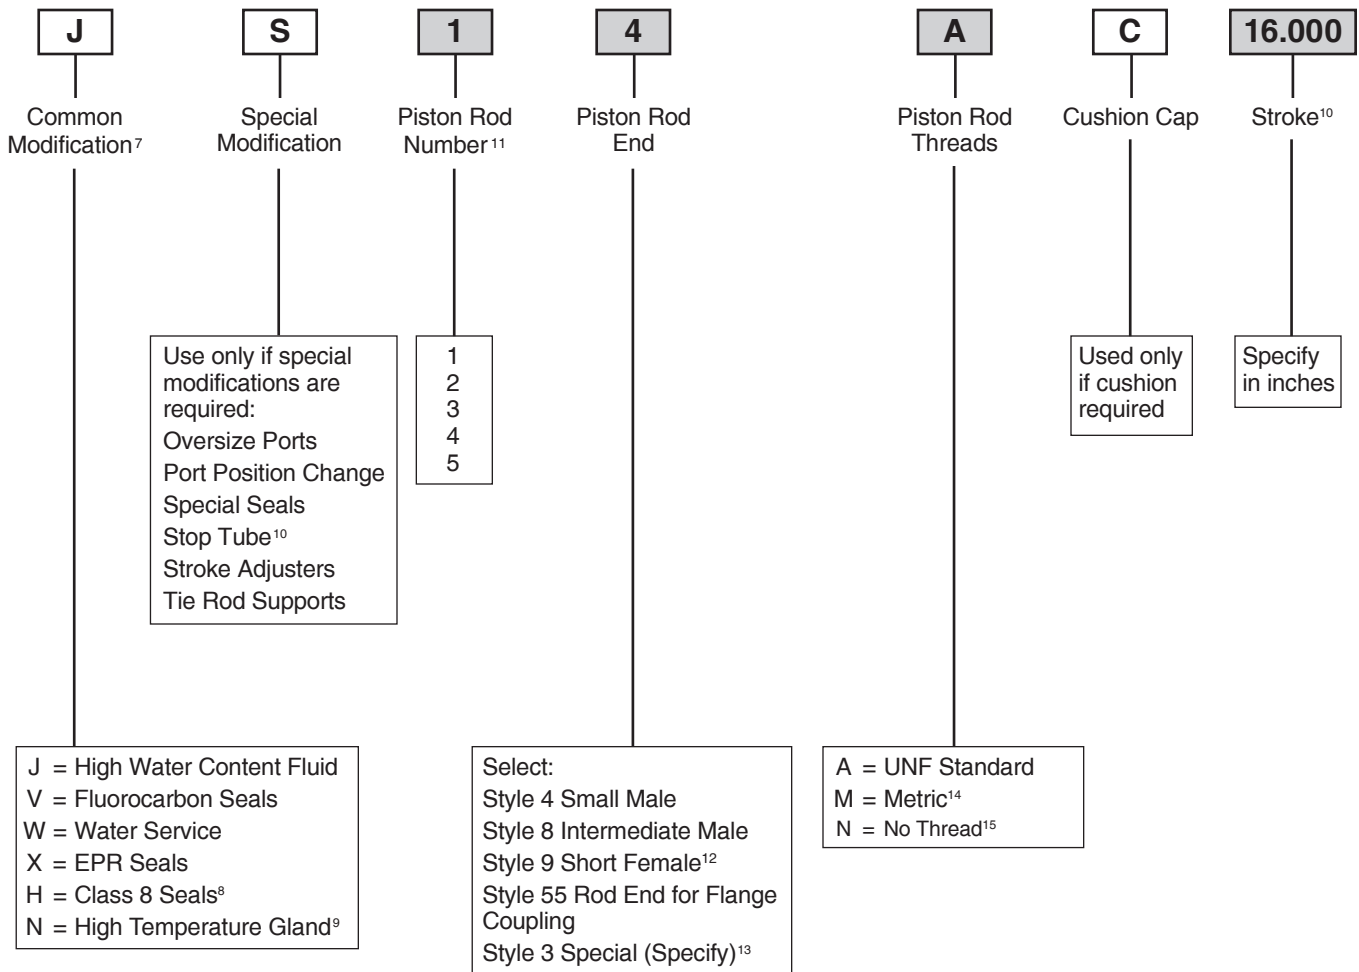 J S 1 4 A C 16.000
Common
Modification⁷
Special
Modification
Piston Rod
Number¹¹
Piston Rod
End
Piston Rod
Threads
Cushion Cap
Stroke¹⁰
Use only if special
modifications are
required:
Oversize Ports
Port Position Change
Special Seals
Stop Tube¹⁰
Stroke Adjusters
Tie Rod Supports
1
2
3
4
5
Used only
if cushion
required
Specify
in inches
J = High Water Content Fluid
V = Fluorocarbon Seals
W = Water Service
X = EPR Seals
H = Class 8 Seals⁸
N = High Temperature Gland⁹
Select:
Style 4 Small Male
Style 8 Intermediate Male
Style 9 Short Female¹²
Style 55 Rod End for Flange
Coupling
Style 3 Special (Specify)¹³
A = UNF Standard
M = Metric¹⁴
N = No Thread¹⁵